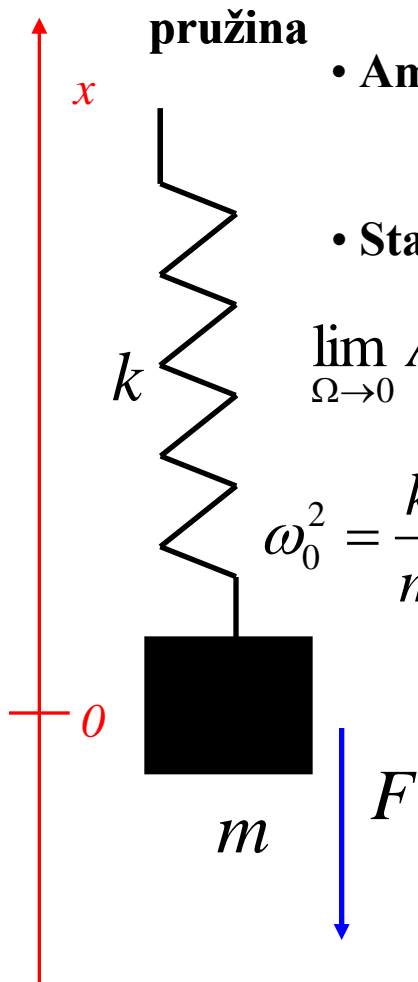 pružina
x
• Am
• Sta
k
lim
Ω→0
ω₀² = k
m
0
F
m